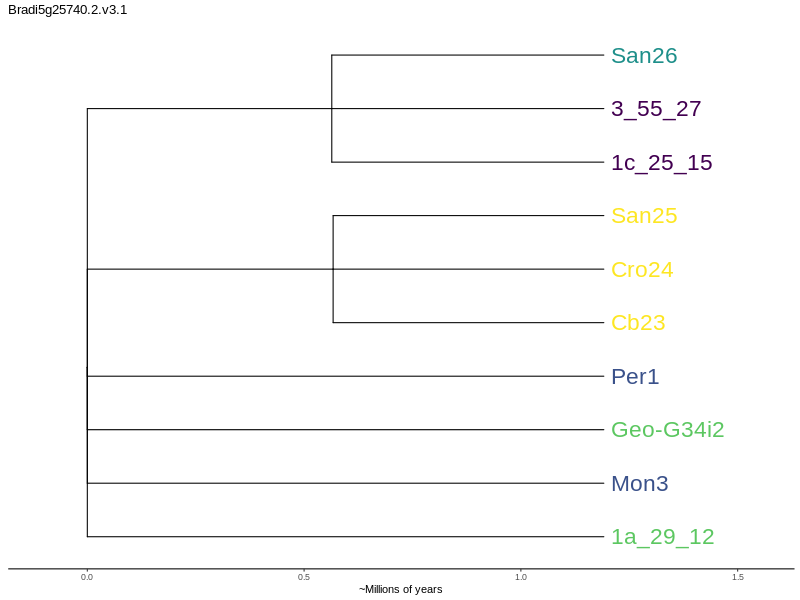 Bradi5g25740.2.v3.1
San26
3_55_27
1c_25_15
San25
Cro24
Cb23
Per1
Geo-G34i2
Mon3
1a_29_12
0.0 0.5 1.0 1.5
~Millions of years